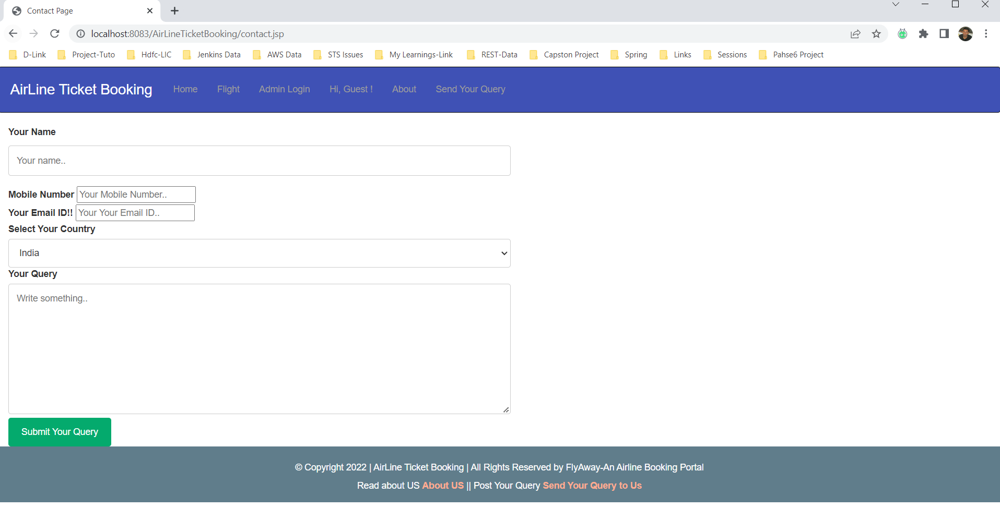 Contact Page
localhost:8083/AirLineTicketBooking/contact.jsp
D-Link Project-Tuto Hdfc-LIC Jenkins Data AWS Data STS Issues My Learnings-Link REST-Data Capston Project Spring Links Sessions Pahse6 Project
AirLine Ticket Booking Home Flight Admin Login Hi, Guest ! About Send Your Query
Your Name
Your name..
Mobile Number Your Mobile Number..
Your Email ID!! Your Your Email ID..
Select Your Country
India
Your Query
Write something..
Submit Your Query
© Copyright 2022 | AirLine Ticket Booking | All Rights Reserved by FlyAway-An Airline Booking Portal
Read about US About US || Post Your Query Send Your Query to Us